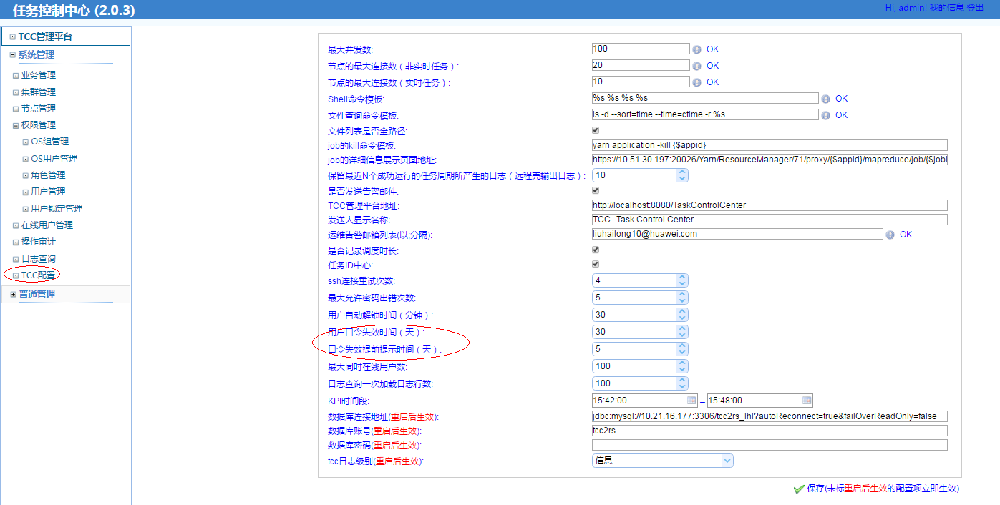 任务控制中心 (2.0.3)
Hi, admin! 我的信息 登出
TCC管理平台
系统管理
业务管理
集群管理
节点管理
权限管理
OS组管理
OS用户管理
角色管理
用户管理
用户锁定管理
在线用户管理
操作审计
日志查询
TCC配置
普通管理
最大并发数: 100 OK
节点的最大连接数（非实时任务）: 20 OK
节点的最大连接数（实时任务）: 10 OK
Shell命令模板: %s %s %s %s OK
文件查询命令模板: ls -d --sort=time --time=ctime -r %s OK
文件列表是否全路径:
job的kill命令模板: yarn application -kill {$appid}
job的详细信息展示页面地址: https://10.51.30.197:20026/Yarn/ResourceManager/71/proxy/{$appid}/mapreduce/job/{$jobi
保留最近N个成功运行的任务周期所产生的日志（远程壳输出日志）: 10
是否发送告警邮件:
TCC管理平台地址: http://localhost:8080/TaskControlCenter
发送人显示名称: TCC--Task Control Center
运维告警邮箱列表(以;分隔): liuhailong10@huawei.com OK
是否记录调度时长:
任务ID中心:
ssh连接重试次数: 4
最大允许密码出错次数: 5
用户自动解锁时间（分钟）: 30
用户口令失效时间（天）: 30
口令失效提前提示时间（天）: 5
最大同时在线用户数: 100
日志查询一次加载日志行数: 100
KPI时间段: 15:42:00 – 15:48:00
数据库连接地址(重启后生效): jdbc:mysql://10.21.16.177:3306/tcc2rs_lhl?autoReconnect=true&failOverReadOnly=false
数据库账号(重启后生效): tcc2rs
数据库密码(重启后生效):
tcc日志级别(重启后生效): 信息
保存(未标重启后生效的配置项立即生效)